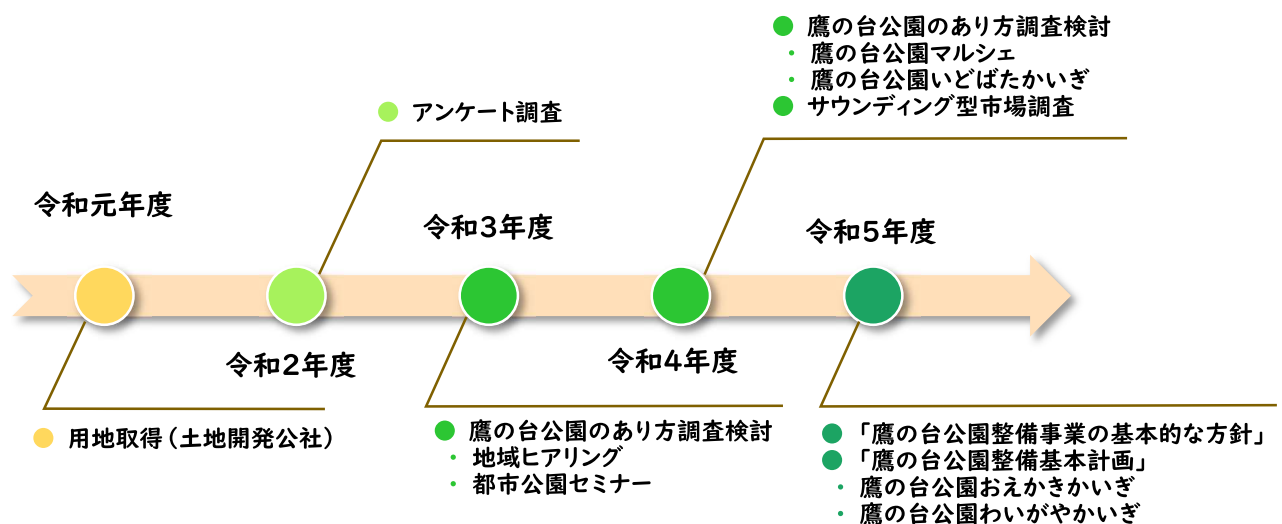 ● 鷹の台公園のあり方調査検討
・ 鷹の台公園マルシェ
・ 鷹の台公園いどばたかいぎ
● サウンディング型市場調査
● アンケート調査
令和元年度
令和3年度
令和5年度
令和2年度
令和4年度
● 用地取得（土地開発公社）
● 鷹の台公園のあり方調査検討
・ 地域ヒアリング
・ 都市公園セミナー
● 「鷹の台公園整備事業の基本的な方針」
● 「鷹の台公園整備基本計画」
・ 鷹の台公園おえかきかいぎ
・ 鷹の台公園わいがやかいぎ